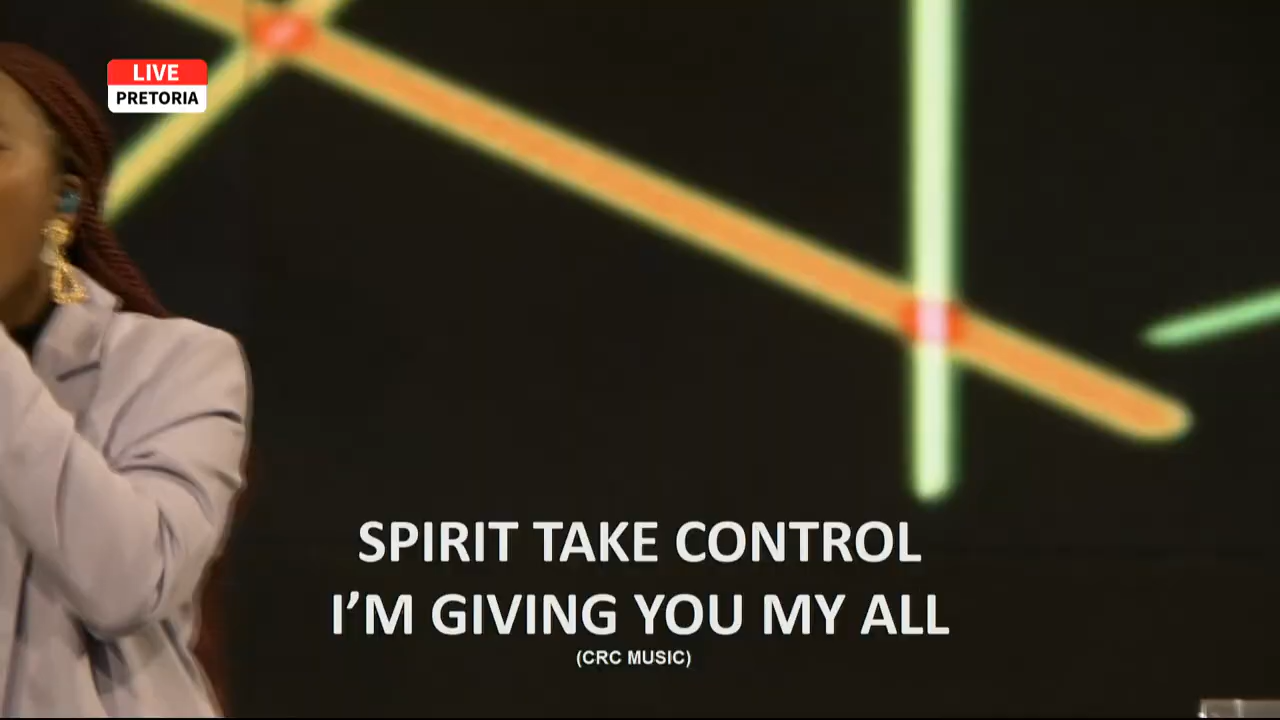 LIVE
PRETORIA
SPIRIT TAKE CONTROL
I’M GIVING YOU MY ALL
(CRC MUSIC)